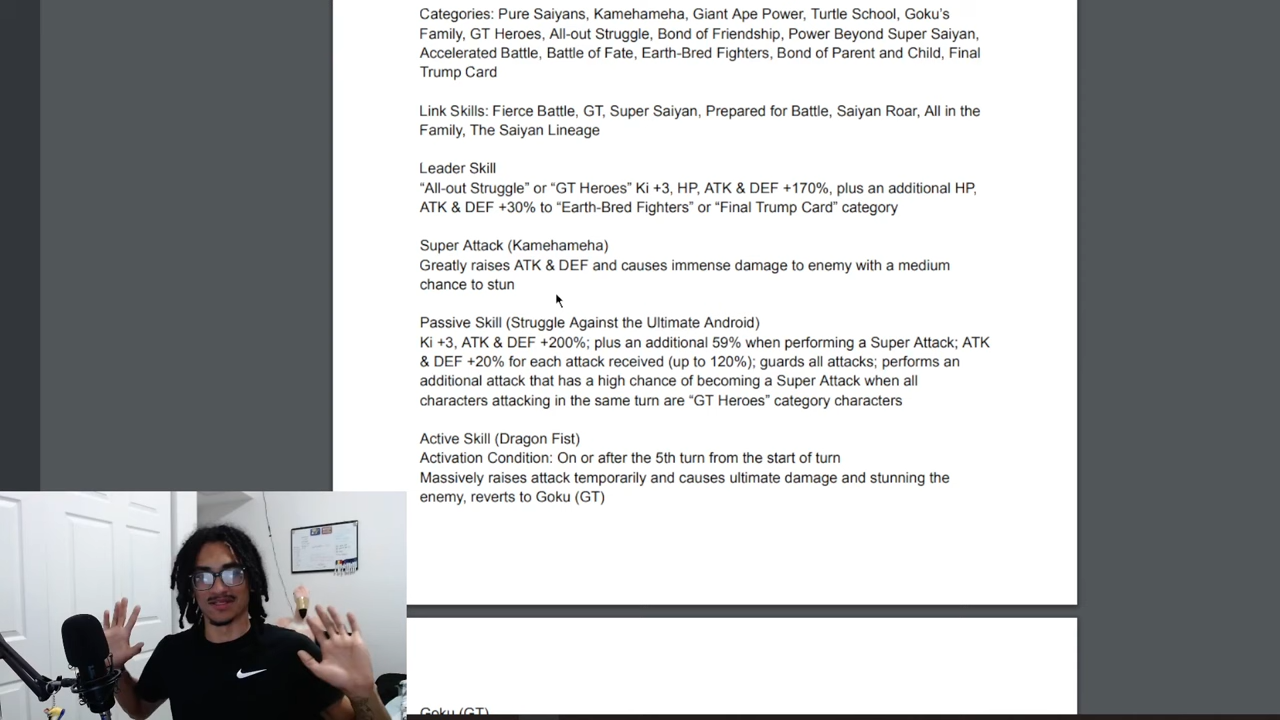 Categories: Pure Saiyans, Kamehameha, Giant Ape Power, Turtle School, Goku's
Family, GT Heroes, All-out Struggle, Bond of Friendship, Power Beyond Super Saiyan,
Accelerated Battle, Battle of Fate, Earth-Bred Fighters, Bond of Parent and Child, Final
Trump Card
Link Skills: Fierce Battle, GT, Super Saiyan, Prepared for Battle, Saiyan Roar, All in the
Family, The Saiyan Lineage
Leader Skill
“All-out Struggle” or “GT Heroes” Ki +3, HP, ATK & DEF +170%, plus an additional HP,
ATK & DEF +30% to “Earth-Bred Fighters” or “Final Trump Card” category
Super Attack (Kamehameha)
Greatly raises ATK & DEF and causes immense damage to enemy with a medium
chance to stun
Passive Skill (Struggle Against the Ultimate Android)
Ki +3, ATK & DEF +200%; plus an additional 59% when performing a Super Attack; ATK
& DEF +20% for each attack received (up to 120%); guards all attacks; performs an
additional attack that has a high chance of becoming a Super Attack when all
characters attacking in the same turn are “GT Heroes” category characters
Active Skill (Dragon Fist)
Activation Condition: On or after the 5th turn from the start of turn
Massively raises attack temporarily and causes ultimate damage and stunning the
enemy, reverts to Goku (GT)
Goku (GT)